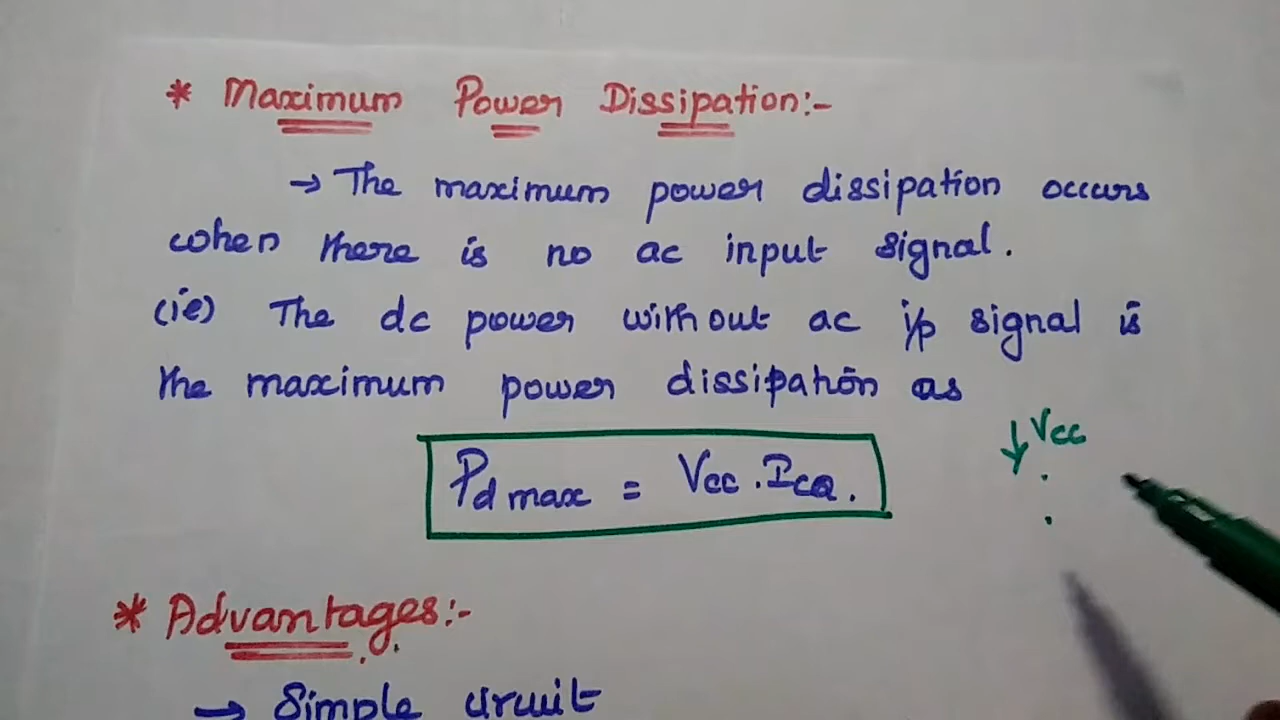 * Maximum Power Dissipation:-
→ The maximum power dissipation occurs
when there is no ac input signal.
(ie) The dc power without ac i/p signal is
the maximum power dissipation as
↓ Vcc
Pd max = Vcc . ICQ.
* Advantages:-
→ Simple circuit